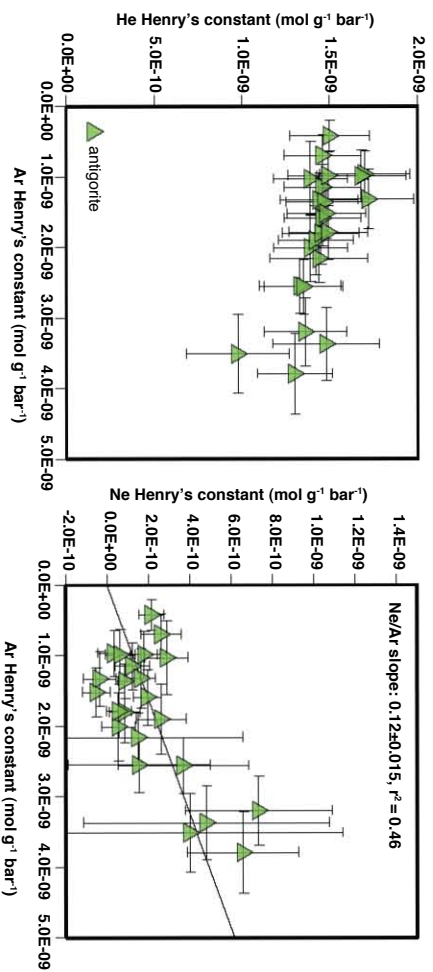 He Henry's constant (mol g⁻¹ bar⁻¹)
2.0E-09
1.5E-09
1.0E-09
5.0E-10
0.0E+00
0.0E+00
1.0E-09
2.0E-09
3.0E-09
4.0E-09
5.0E-09
antigorite
Ar Henry's constant (mol g⁻¹ bar⁻¹)
Ne Henry's constant (mol g⁻¹ bar⁻¹)
1.4E-09
1.2E-09
1.0E-09
8.0E-10
6.0E-10
4.0E-10
2.0E-10
0.0E+00
-2.0E-10
0.0E+00
1.0E-09
2.0E-09
3.0E-09
4.0E-09
5.0E-09
Ne/Ar slope: 0.12±0.015, r² = 0.46
Ar Henry's constant (mol g⁻¹ bar⁻¹)